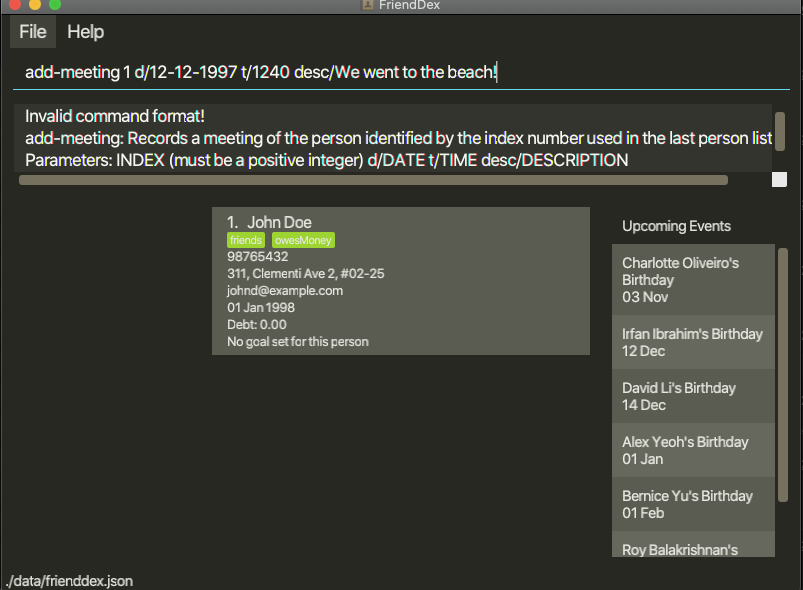 FriendDex
File Help
add-meeting 1 d/12-12-1997 t/1240 desc/We went to the beach!
Invalid command format!
add-meeting: Records a meeting of the person identified by the index number used in the last person list
Parameters: INDEX (must be a positive integer) d/DATE t/TIME desc/DESCRIPTION
1. John Doe
friends owesMoney
98765432
311, Clementi Ave 2, #02-25
johnd@example.com
01 Jan 1998
Debt: 0.00
No goal set for this person
Upcoming Events
Charlotte Oliveiro's
Birthday
03 Nov
Irfan Ibrahim's Birthday
12 Dec
David Li's Birthday
14 Dec
Alex Yeoh's Birthday
01 Jan
Bernice Yu's Birthday
01 Feb
Roy Balakrishnan's
./data/frienddex.json